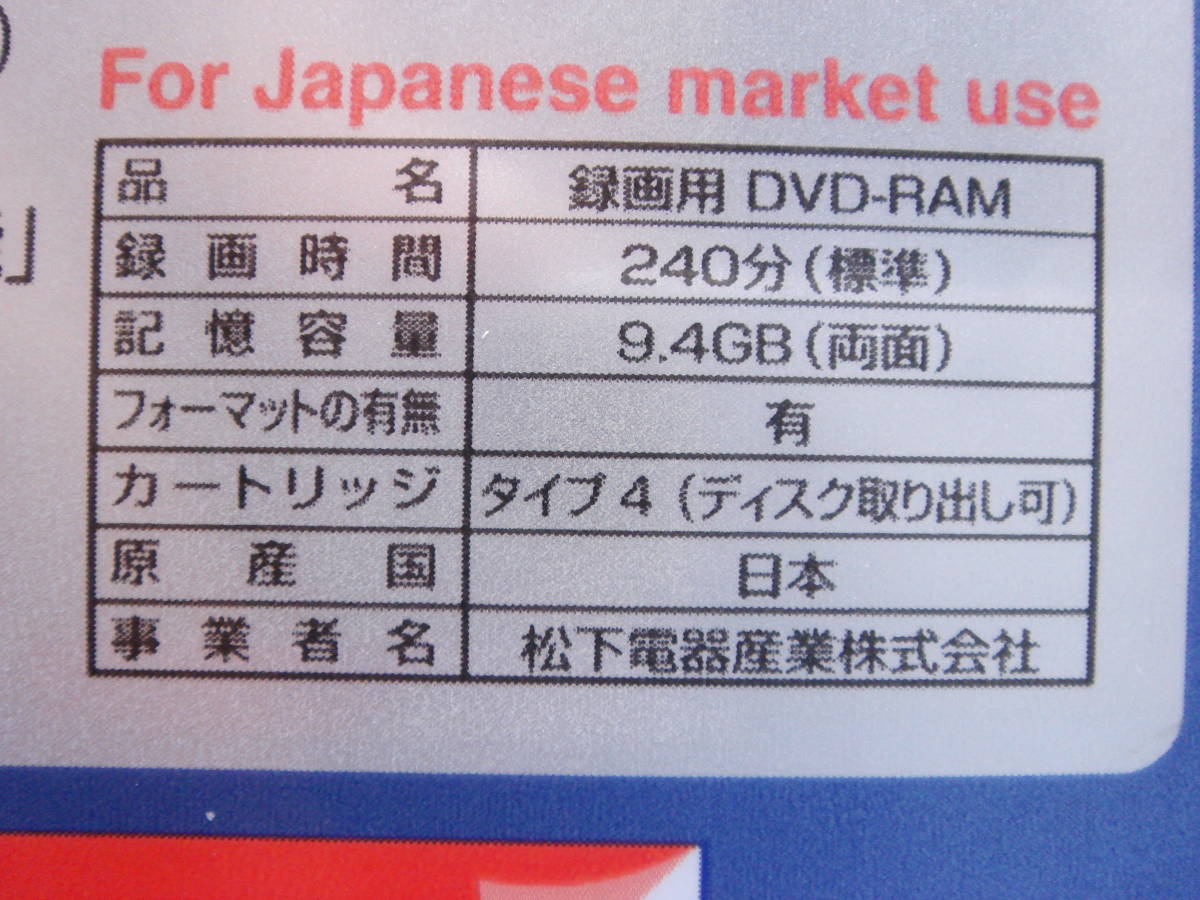 For Japanese market use
品名 録画用 DVD-RAM
録画時間 240分(標準)
記憶容量 9.4GB(両面)
フォーマットの有無 有
カートリッジ タイプ4(ディスク取り出し可)
原産国 日本
事業者名 松下電器産業株式会社